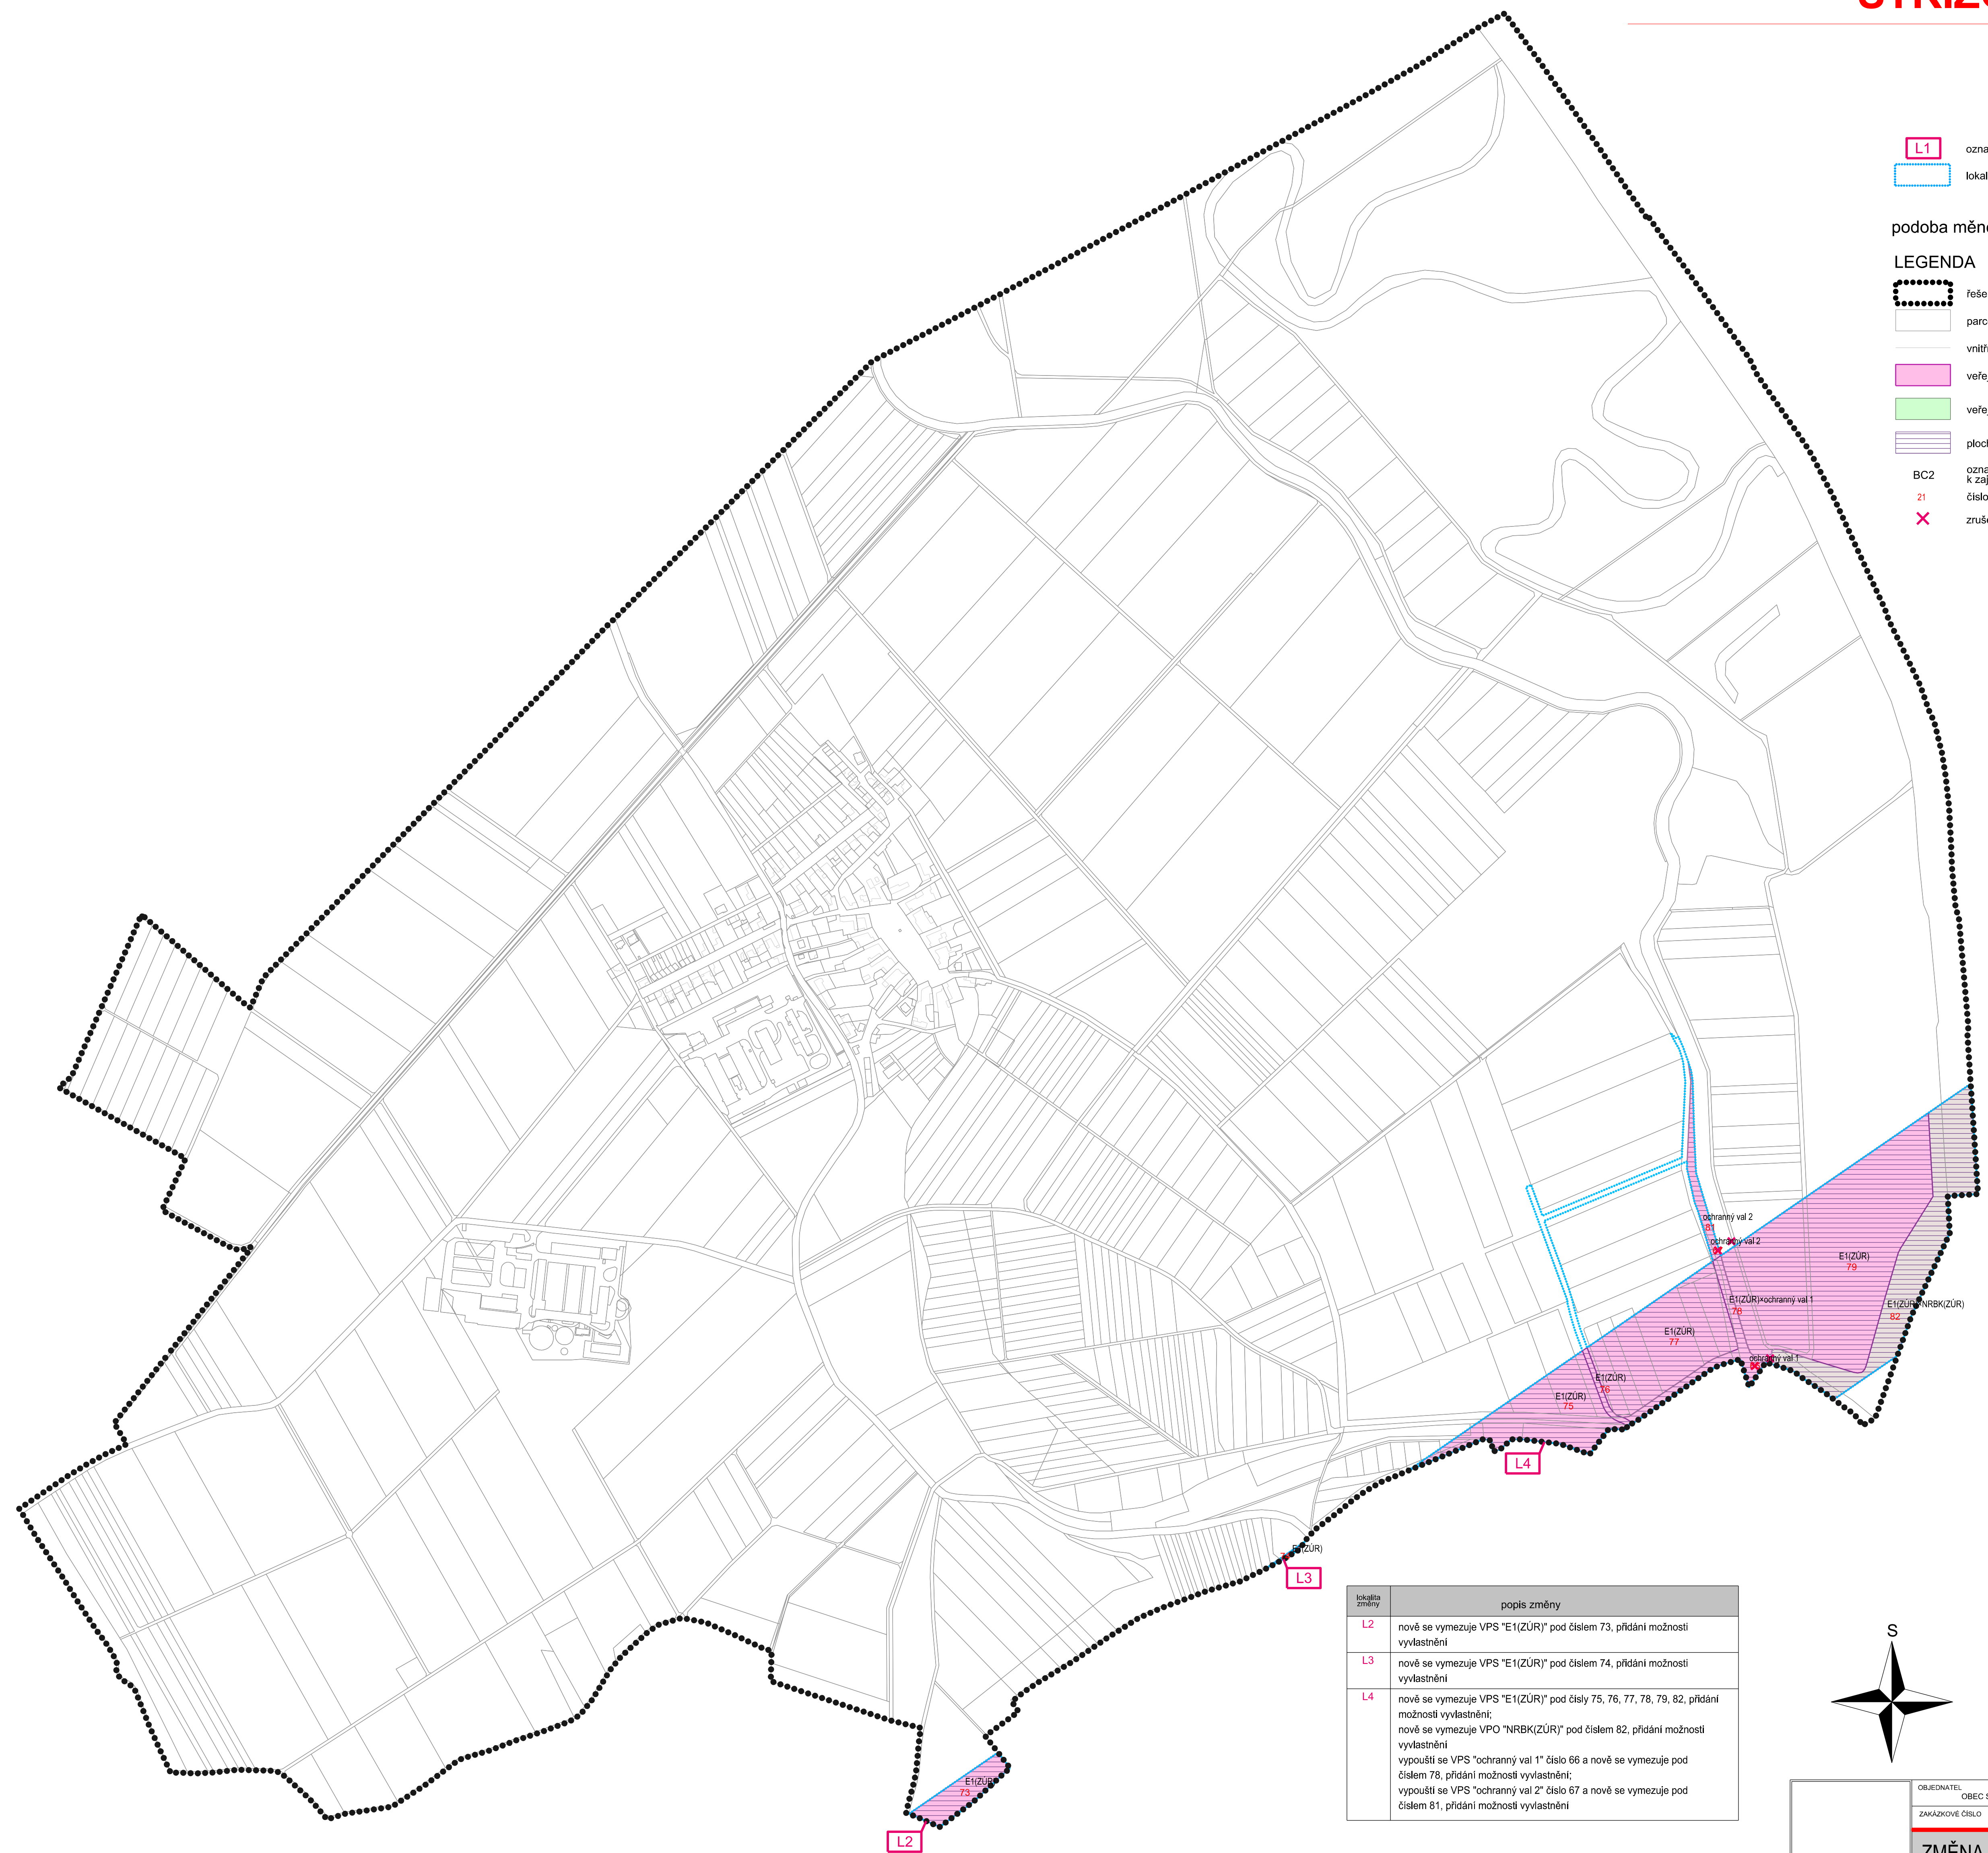 L1
LEGENDA
BC2
21
ochranný val 2
81
ochranný val 2
E1(ZÚR)
79
E1(ZÚR)×ochranný val 1
78
NRBK(ZÚR)
82
E1(ZÚR)
77
ochranný val 1
E1(ZÚR)
76
E1(ZÚR)
75
L4
(ZÚR)
L3
lokalita
změny
popis změny
L2
nově se vymezuje VPS "E1(ZÚR)" pod číslem 73, přidání možnosti
vyvlastnění
L3
nově se vymezuje VPS "E1(ZÚR)" pod číslem 74, přidání možnosti
vyvlastnění
L4
nově se vymezuje VPS "E1(ZÚR)" pod čísly 75, 76, 77, 78, 79, 82, přidání
možnosti vyvlastnění;
nově se vymezuje VPO "NRBK(ZÚR)" pod číslem 82, přidání možnosti
vyvlastnění
vypouští se VPS "ochranný val 1" číslo 66 a nově se vymezuje pod
číslem 78, přidání možnosti vyvlastnění;
vypouští se VPS "ochranný val 2" číslo 67 a nově se vymezuje pod
číslem 81, přidání možnosti vyvlastnění
S
E1(ZÚR)
73
L2
OBJEDNATEL
OBEC
ZAKÁZKOVÉ ČÍSLO
ZMĚNA
podoba
k